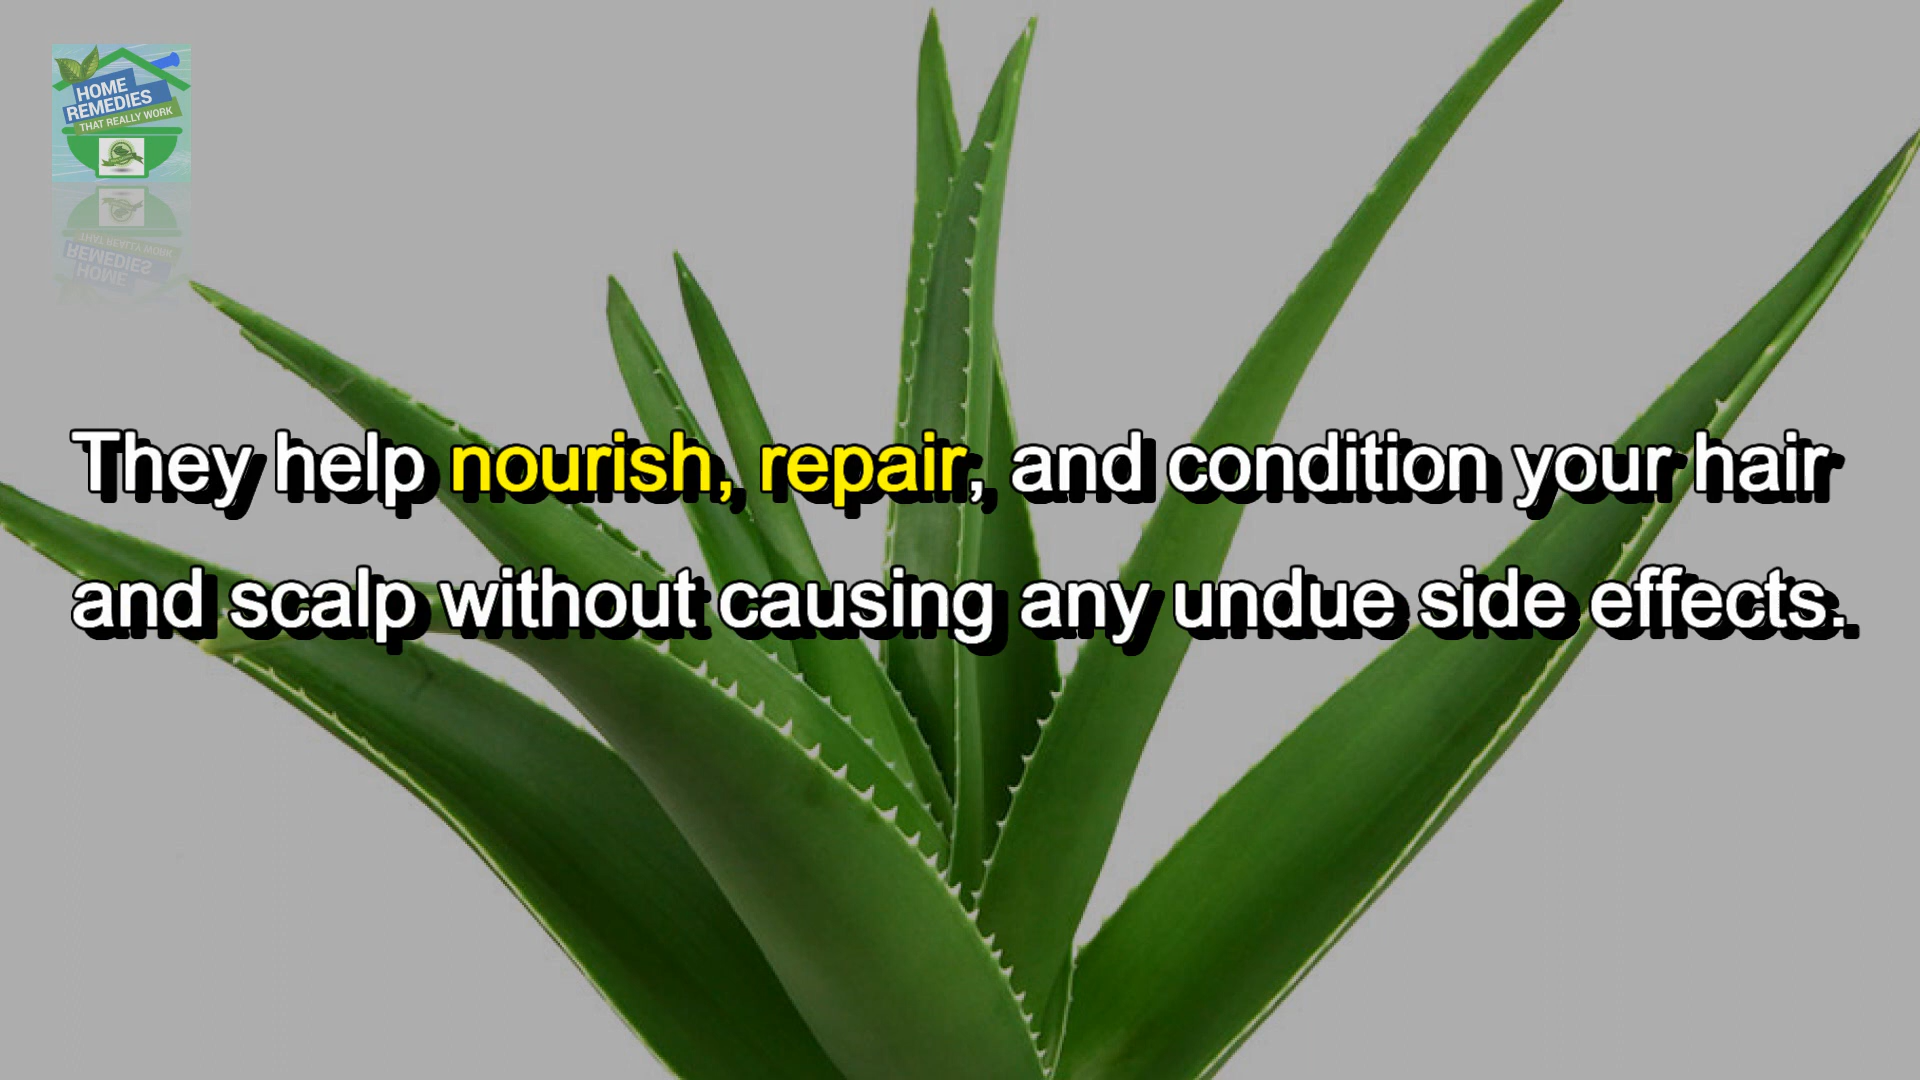 HOME
REMEDIES
THAT REALLY WORK
They help nourish, repair, and condition your hair
and scalp without causing any undue side effects.